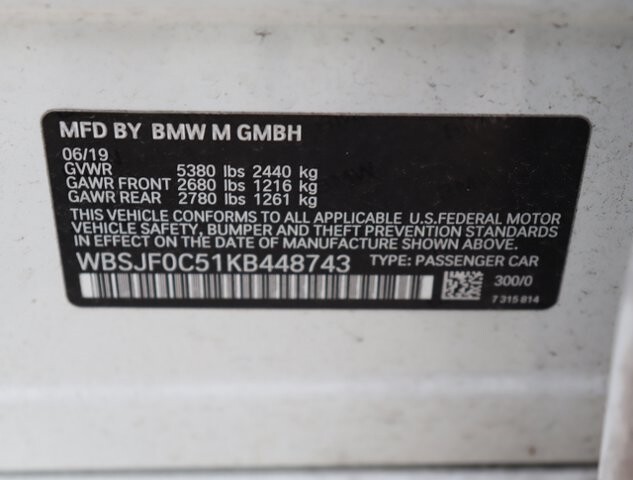 MFD BY BMW M GMBH
06/19
GVWR 5380 lbs 2440 kg
GAWR FRONT 2680 lbs 1216 kg
GAWR REAR 2780 lbs 1261 kg
THIS VEHICLE CONFORMS TO ALL APPLICABLE U.S.FEDERAL MOTOR
VEHICLE SAFETY, BUMPER AND THEFT PREVENTION STANDARDS
IN EFFECT ON THE DATE OF MANUFACTURE SHOWN ABOVE.
WBSJF0C51KB448743 TYPE: PASSENGER CAR
300/0
7 315 814